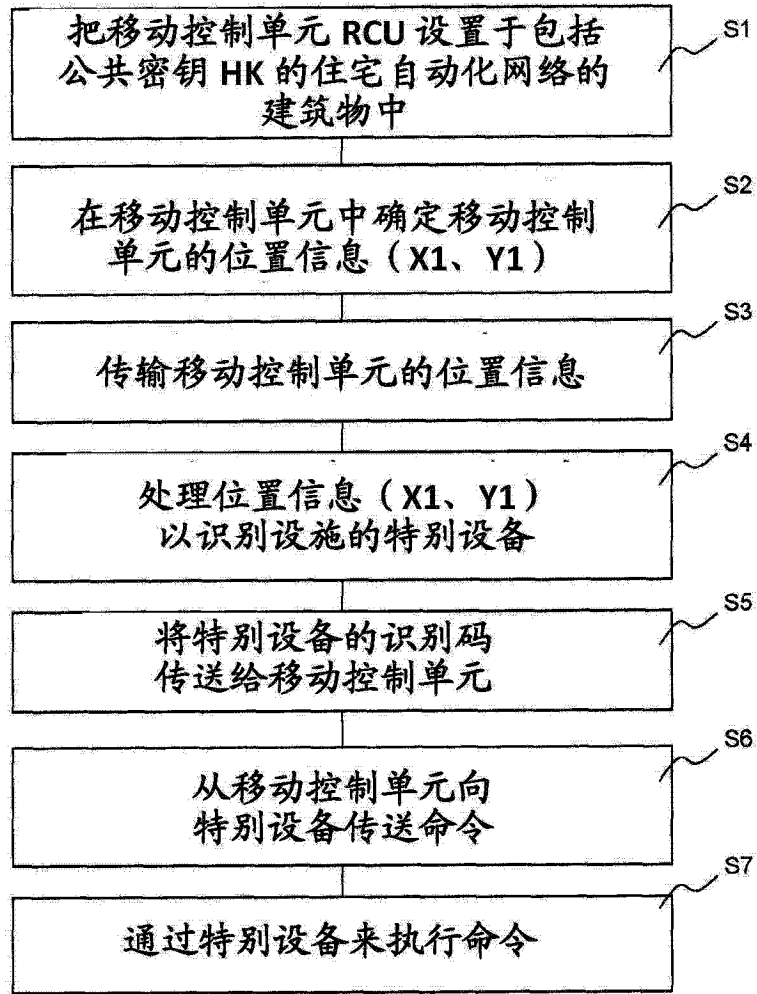 把移动控制单元 RCU 设置于包括
公共密钥 HK 的住宅自动化网络的
建筑物中
S1
在移动控制单元中确定移动控制
单元的位置信息（X1、Y1）
S2
传输移动控制单元的位置信息
S3
处理位置信息（X1、Y1）
以识别设施的特别设备
S4
将特别设备的识别码
传送给移动控制单元
S5
从移动控制单元向
特别设备传送命令
S6
通过特别设备来执行命令
S7